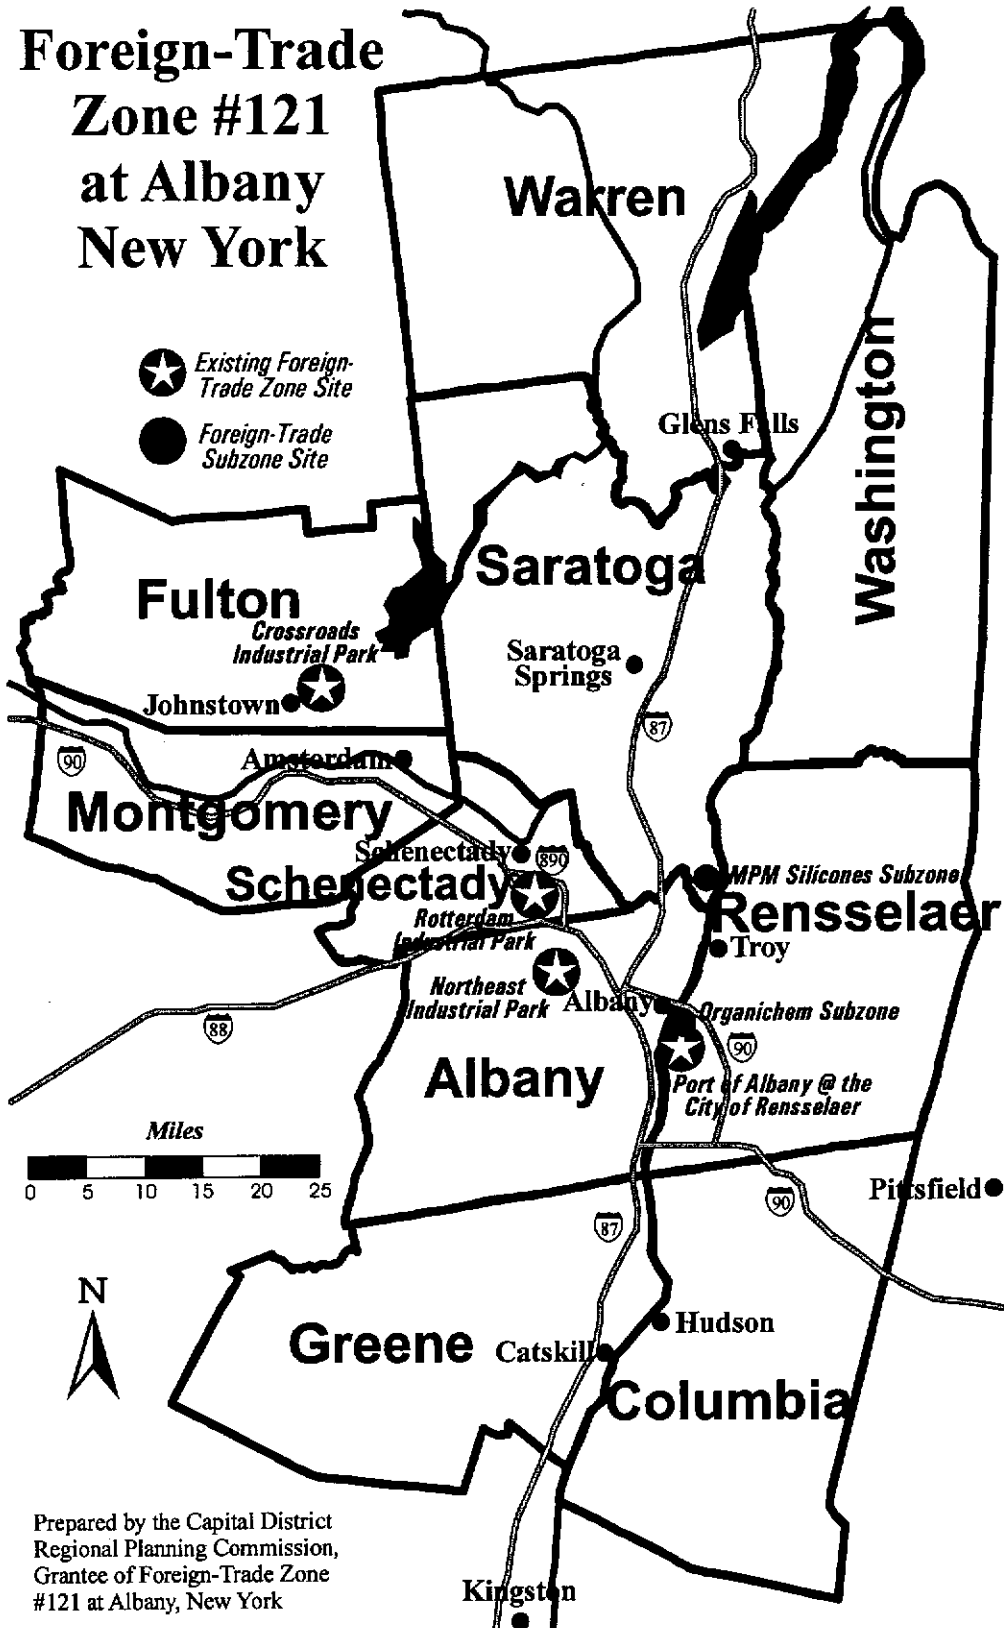 Foreign-Trade
Zone #121
at Albany
New York
Existing Foreign-
Trade Zone Site
Foreign-Trade
Subzone Site
Warren
Washington
Glens Falls
Saratoga
Fulton
Crossroads
Industrial Park
Johnstown
Saratoga
Springs
87
90
Amsterdam
Montgomery
Schenectady
890
Schenectady
MPM Silicones Subzone
Rensselaer
Rotterdam
Industrial Park
Troy
Northeast
Industrial Park
Albany
Organichem Subzone
88
90
Albany
Port of Albany @ the
City of Rensselaer
Miles
0 5 10 15 20 25
Pittsfield
90
87
N
Hudson
Greene
Catskill
Columbia
Prepared by the Capital District
Regional Planning Commission,
Grantee of Foreign-Trade Zone
#121 at Albany, New York
Kingston